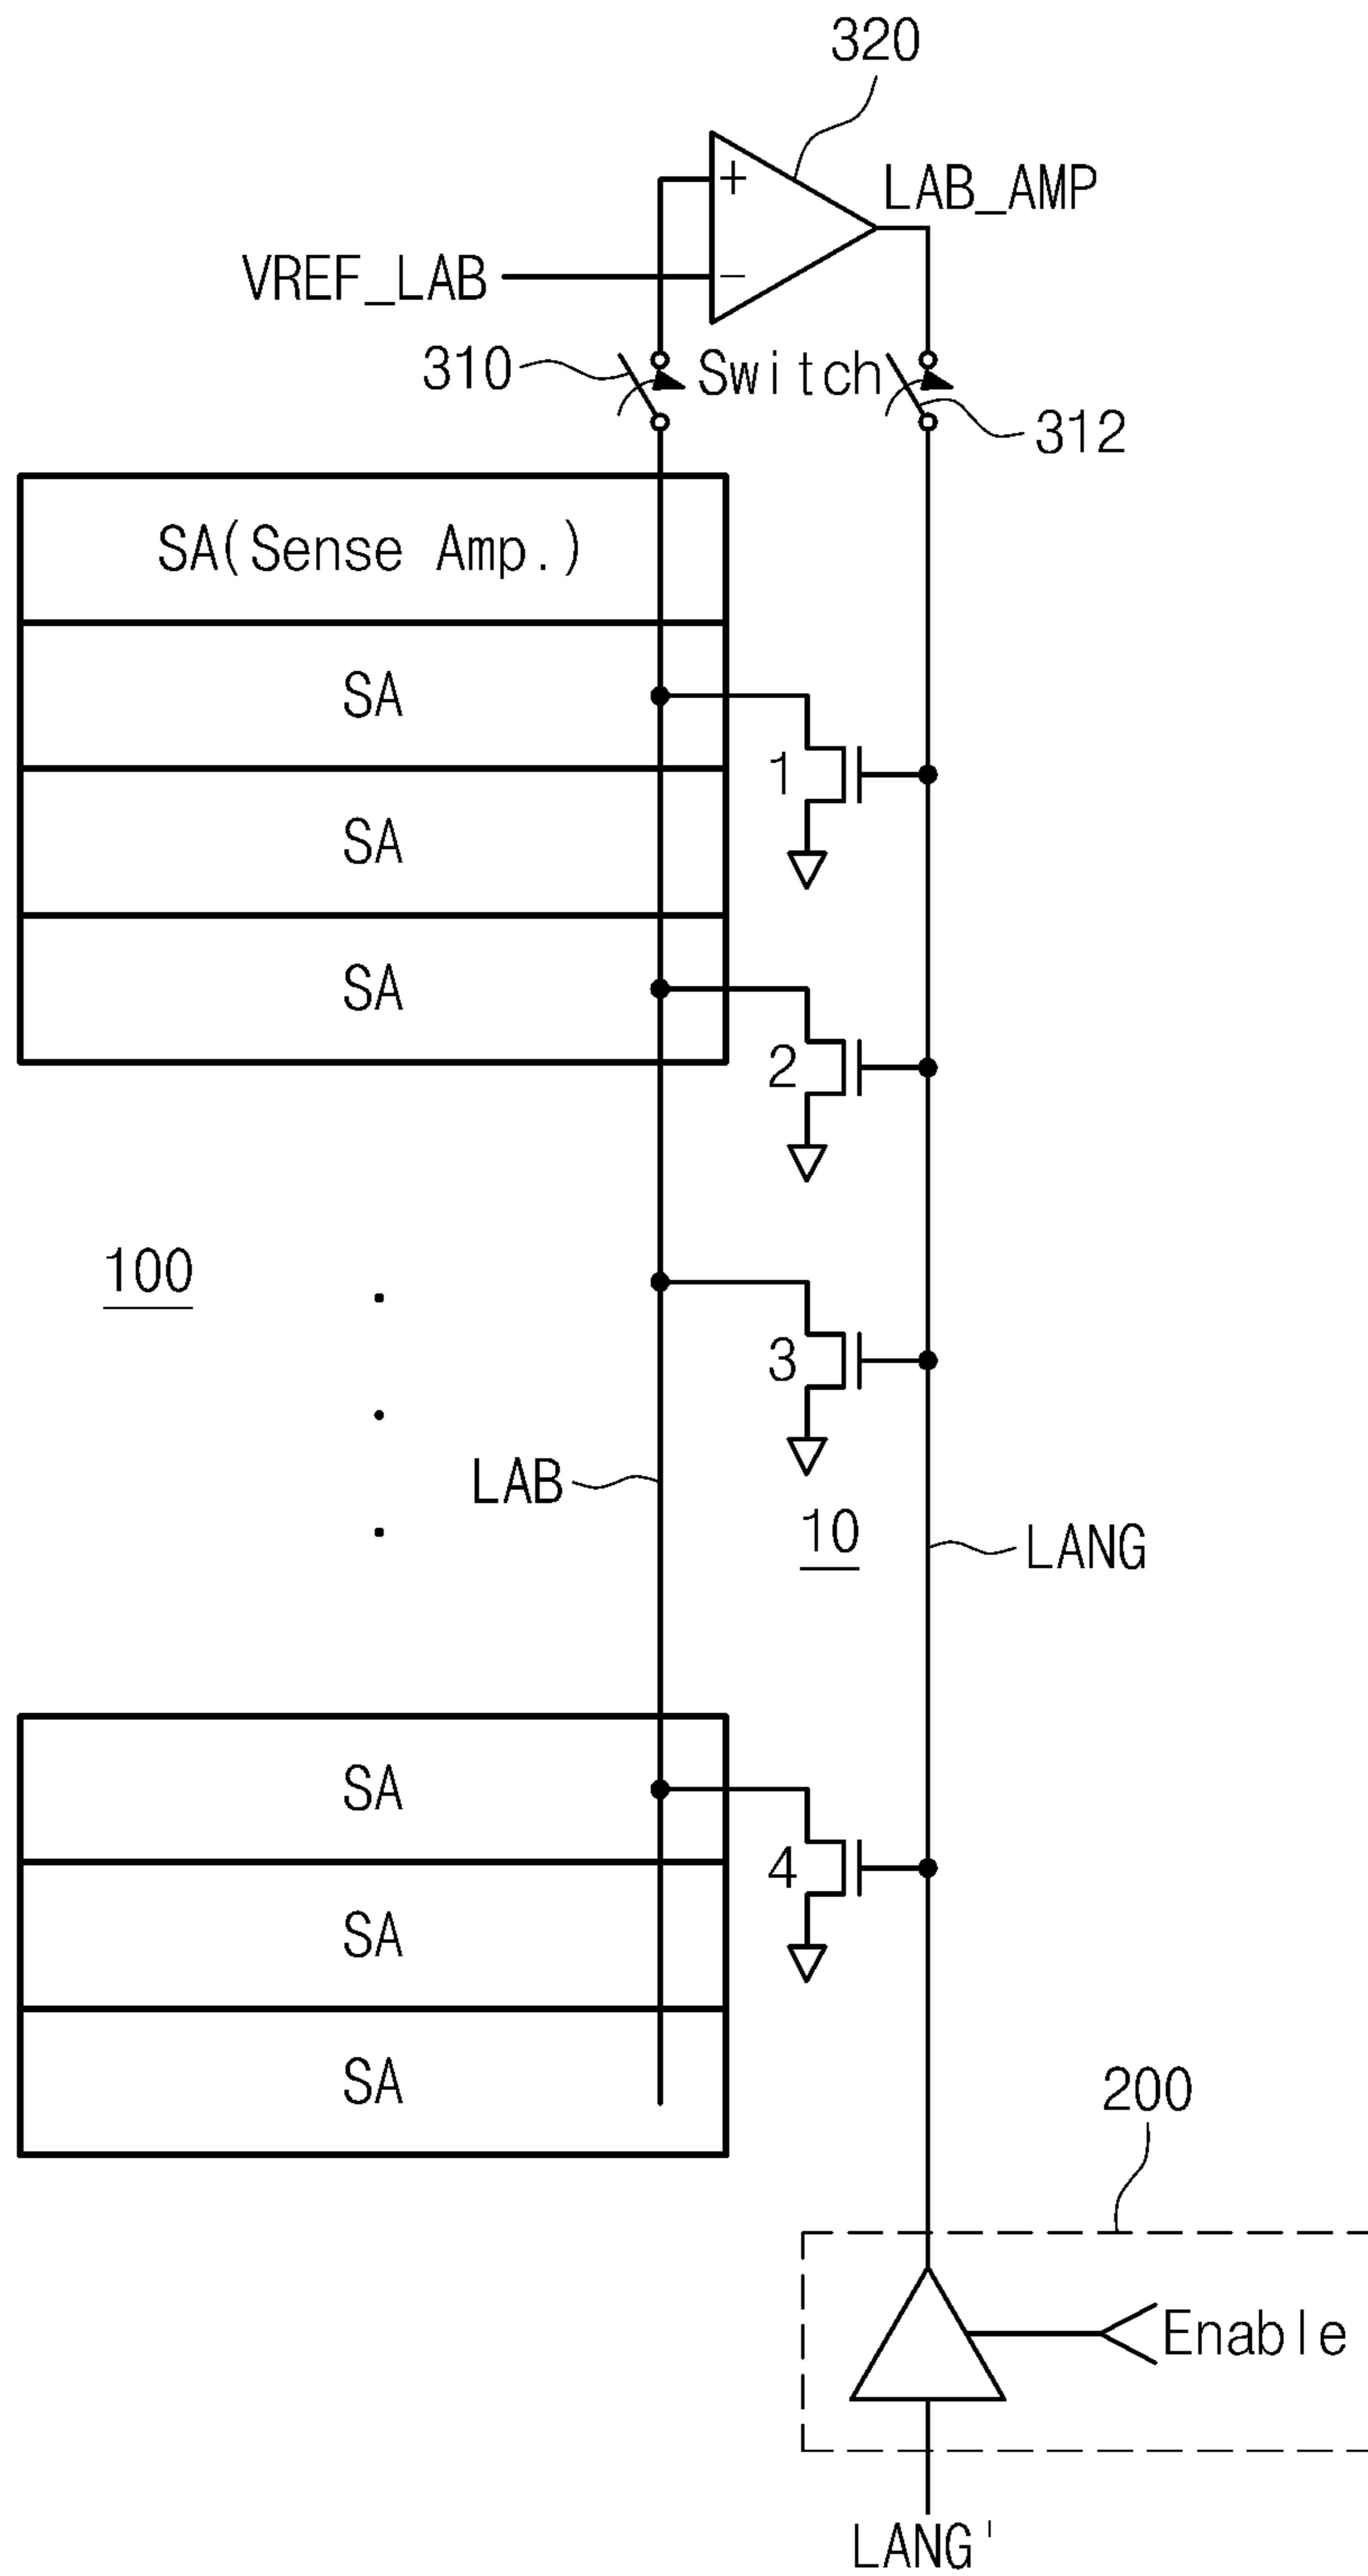 320
LAB_AMP
+
VREF_LAB
−
310
Switch
312
SA(Sense Amp.)
SA
1
SA
SA
2
100
3
LAB
10
LANG
SA
4
SA
SA
200
Enable
LANG'